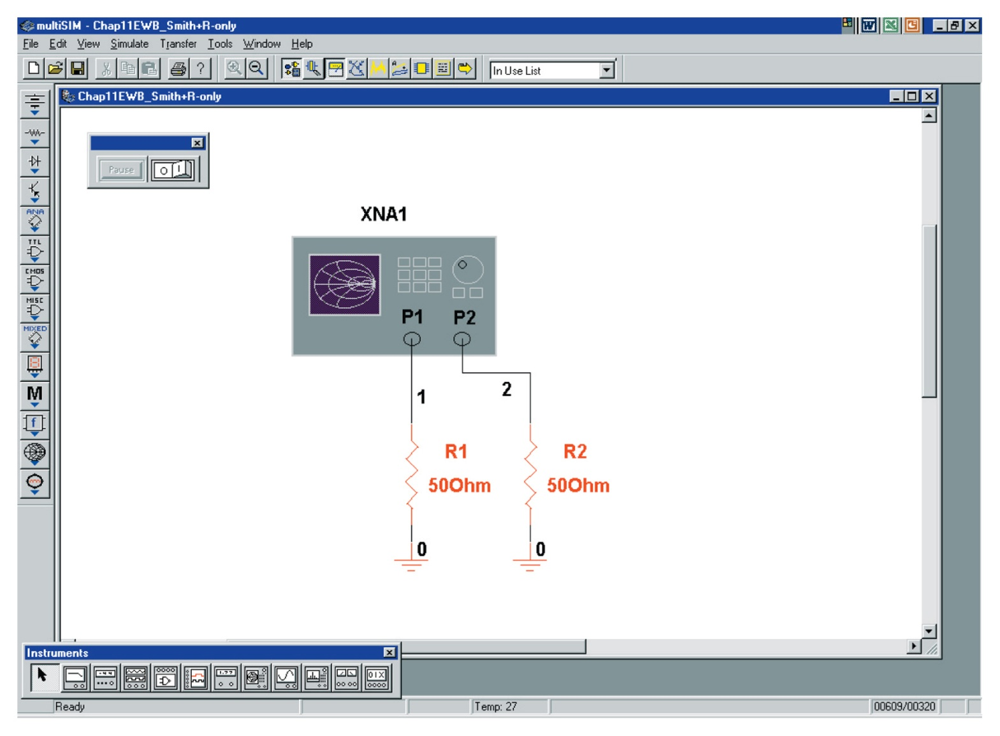 multiSIM - Chap11EWB_Smith+R-only
File Edit View Simulate Transfer Tools Window Help
In Use List
Chap11EWB_Smith+R-only
Pause
XNA1
P1 P2
1 2
R1 R2
50Ohm 50Ohm
0 0
ANA
TTL
CMOS
MISC
MIXED
M
f
Instruments
Ready Temp: 27 00609/00320